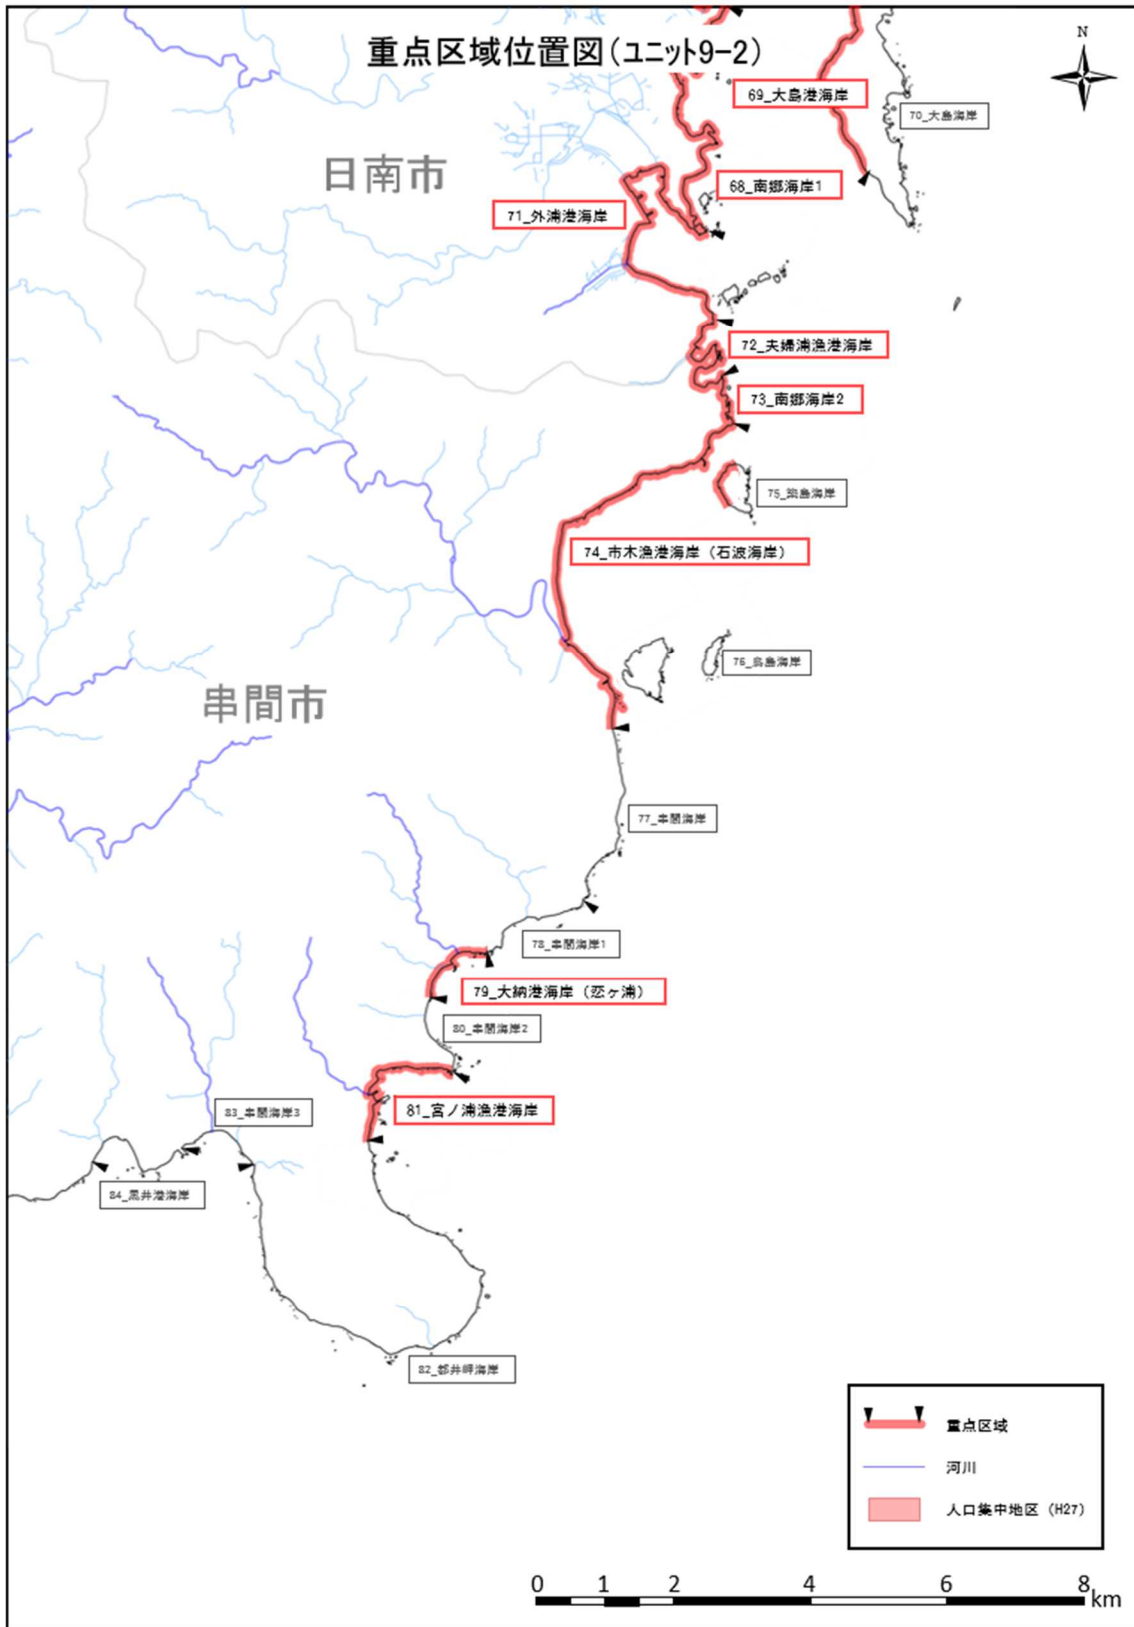 重点区域位置図(ユニット9-2)
N
69_大島港海岸
70_大島海岸
日南市
68_南郷海岸1
71_外浦港海岸
72_夫婦浦漁港海岸
73_南郷海岸2
75_築島海岸
74_市木漁港海岸(石波海岸)
76_鳥島海岸
串間市
77_串間海岸
78_串間海岸1
79_大納港海岸(恋ヶ浦)
80_串間海岸2
81_宮ノ浦漁港海岸
83_串間海岸3
84_黒井港海岸
82_都井岬海岸
重点区域
河川
人口集中地区(H27)
0 1 2 4 6 8 km